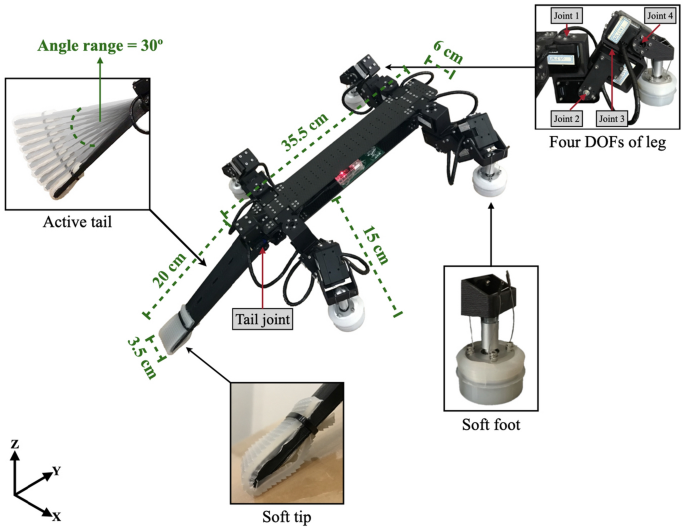 Angle range = 30º
6 cm
Joint 1
Joint 4
Joint 2
Joint 3
Four DOFs of leg
35.5 cm
Active tail
20 cm
15 cm
Tail joint
3.5 cm
Soft foot
Soft tip
Z
Y
X